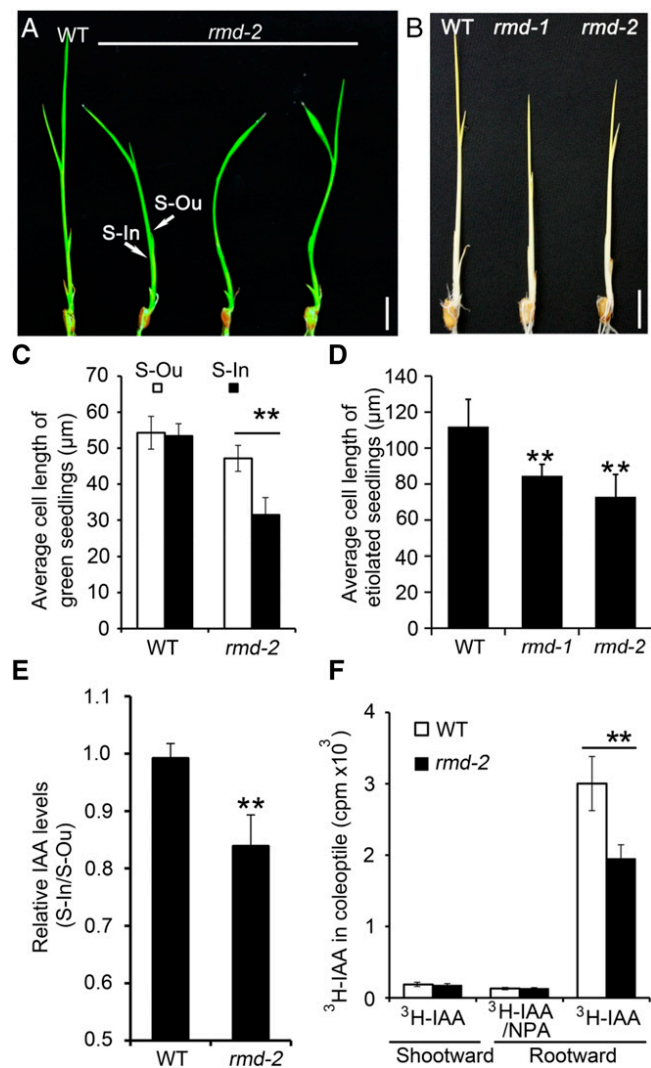 A
WT
rmd-2
S-Ou
S-In
B
WT rmd-1 rmd-2
C
S-Ou S-In
Average cell length of
green seedlings (µm)
70
60
50
40
30
20
10
0
**
WT rmd-2
D
Average cell length of
etiolated seedlings (µm)
140
120
100
80
60
40
20
0
**
**
WT rmd-1 rmd-2
E
Relative IAA levels
(S-In/S-Ou)
1.1
1.0
0.9
0.8
0.7
0.6
0.5
**
WT rmd-2
F
³H-IAA in coleoptile (cpm x10³)
4
3
2
1
0
WT
rmd-2
**
³H-IAA ³H-IAA ³H-IAA
/NPA
Shootward Rootward